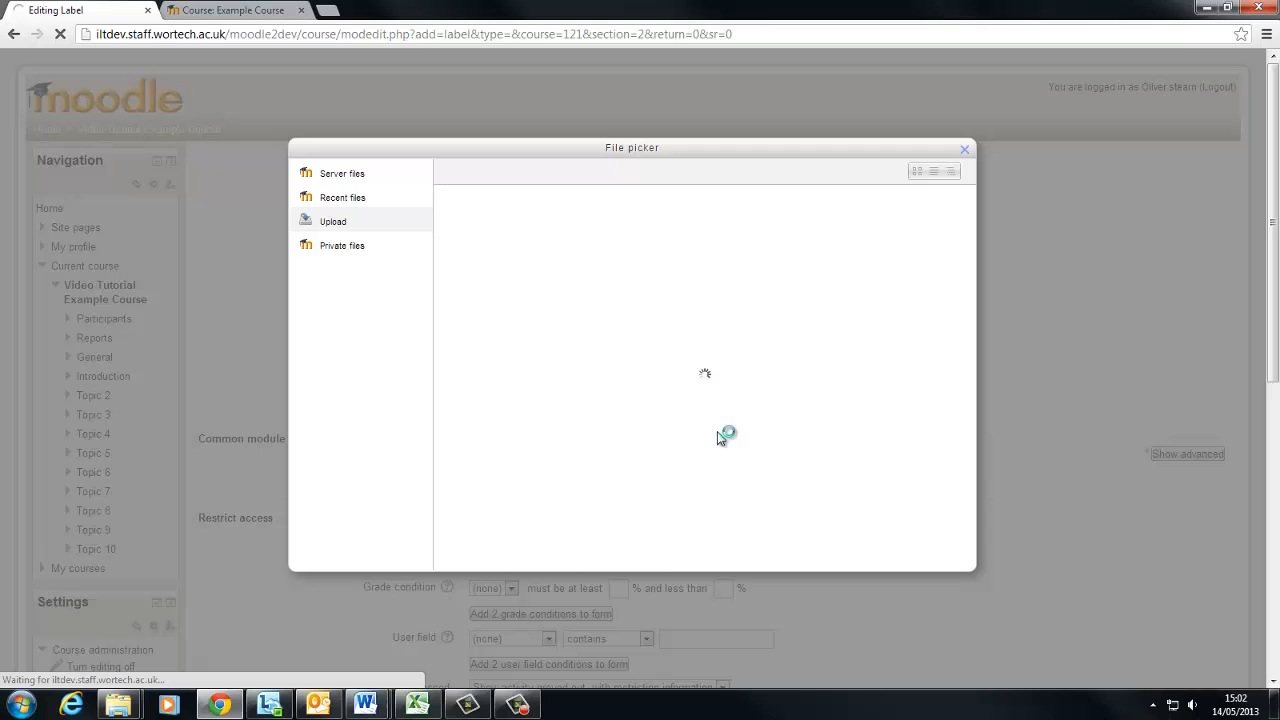 Editing Label
Course: Example Course
iltdev.staff.wortech.ac.uk/moodle2dev/course/modedit.php?add=label&type=&course=121&section=2&return=0&sr=0
moodle
You are logged in as Oliver steam (Logout)
Home
File picker
Navigation
Server files
Recent files
Upload
Private files
Home
Site pages
My profile
Current course
Video Tutorial
Example Course
Participants
Reports
General
Introduction
Topic 2
Topic 3
Topic 4
Topic 5
Topic 6
Topic 7
Topic 8
Topic 9
Topic 10
My courses
Common module
Show advanced
Restrict access
Grade condition
(none)
must be at least
% and less than
%
Add 2 grade conditions to form
User field
(none)
contains
Add 2 user field conditions to form
Settings
Course administration
Turn editing off
Waiting for iltdev.staff.wortech.ac.uk...
15:02
14/05/2013